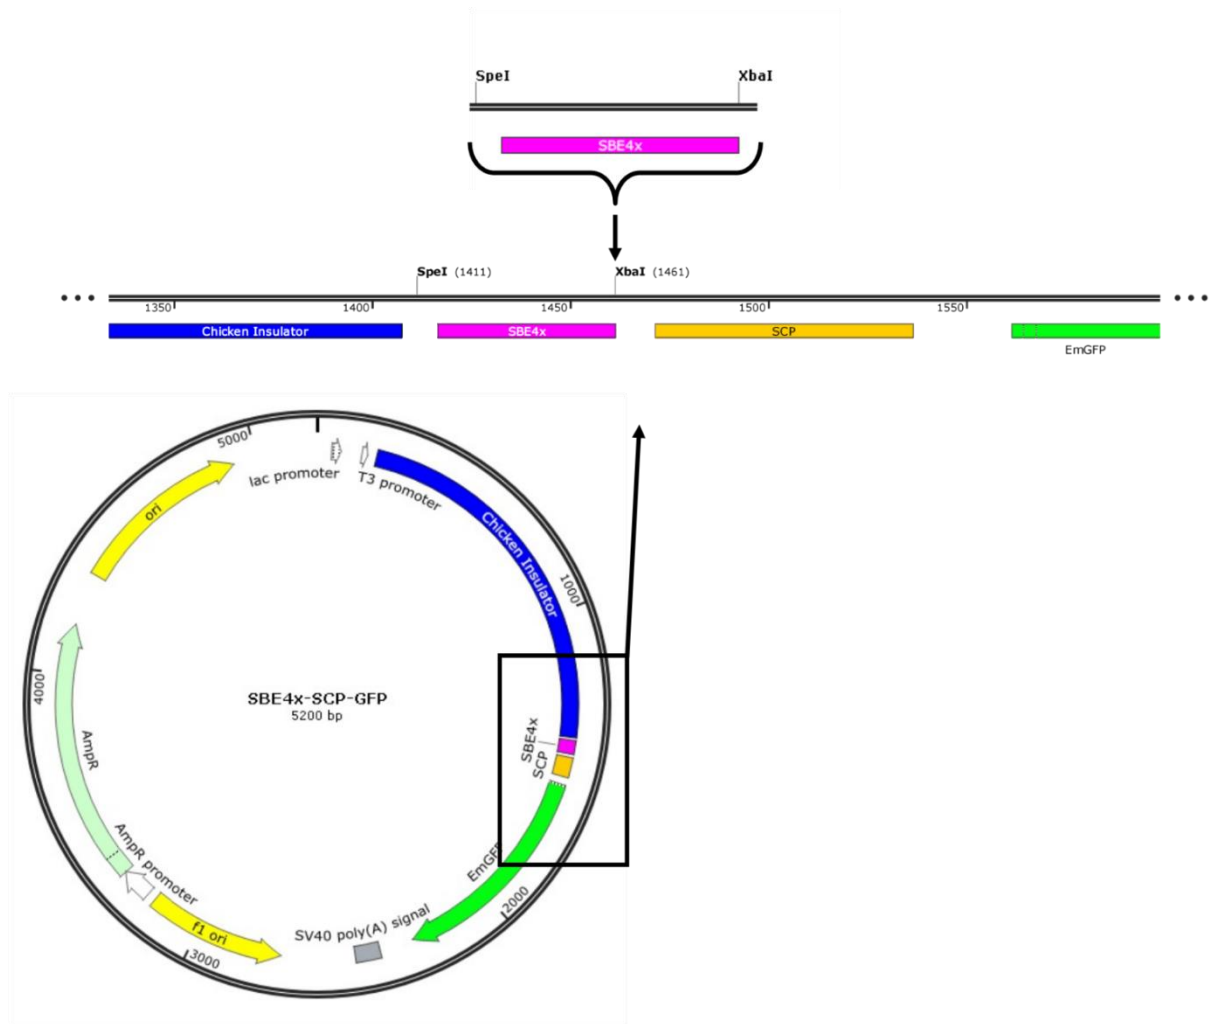 SpeI
XbaI
SBE4x
SpeI (1411)
XbaI (1461)
1350
1400
1450
1500
1550
Chicken Insulator
SBE4x
SCP
EmGFP
5000
lac promoter
T3 promoter
ori
Chicken Insulator
1000
4000
SBE4x-SCP-GFP
5200 bp
SBE4x
SCP
AmpR
AmpR promoter
EmGFP
2000
SV40 poly(A) signal
f1 ori
3000